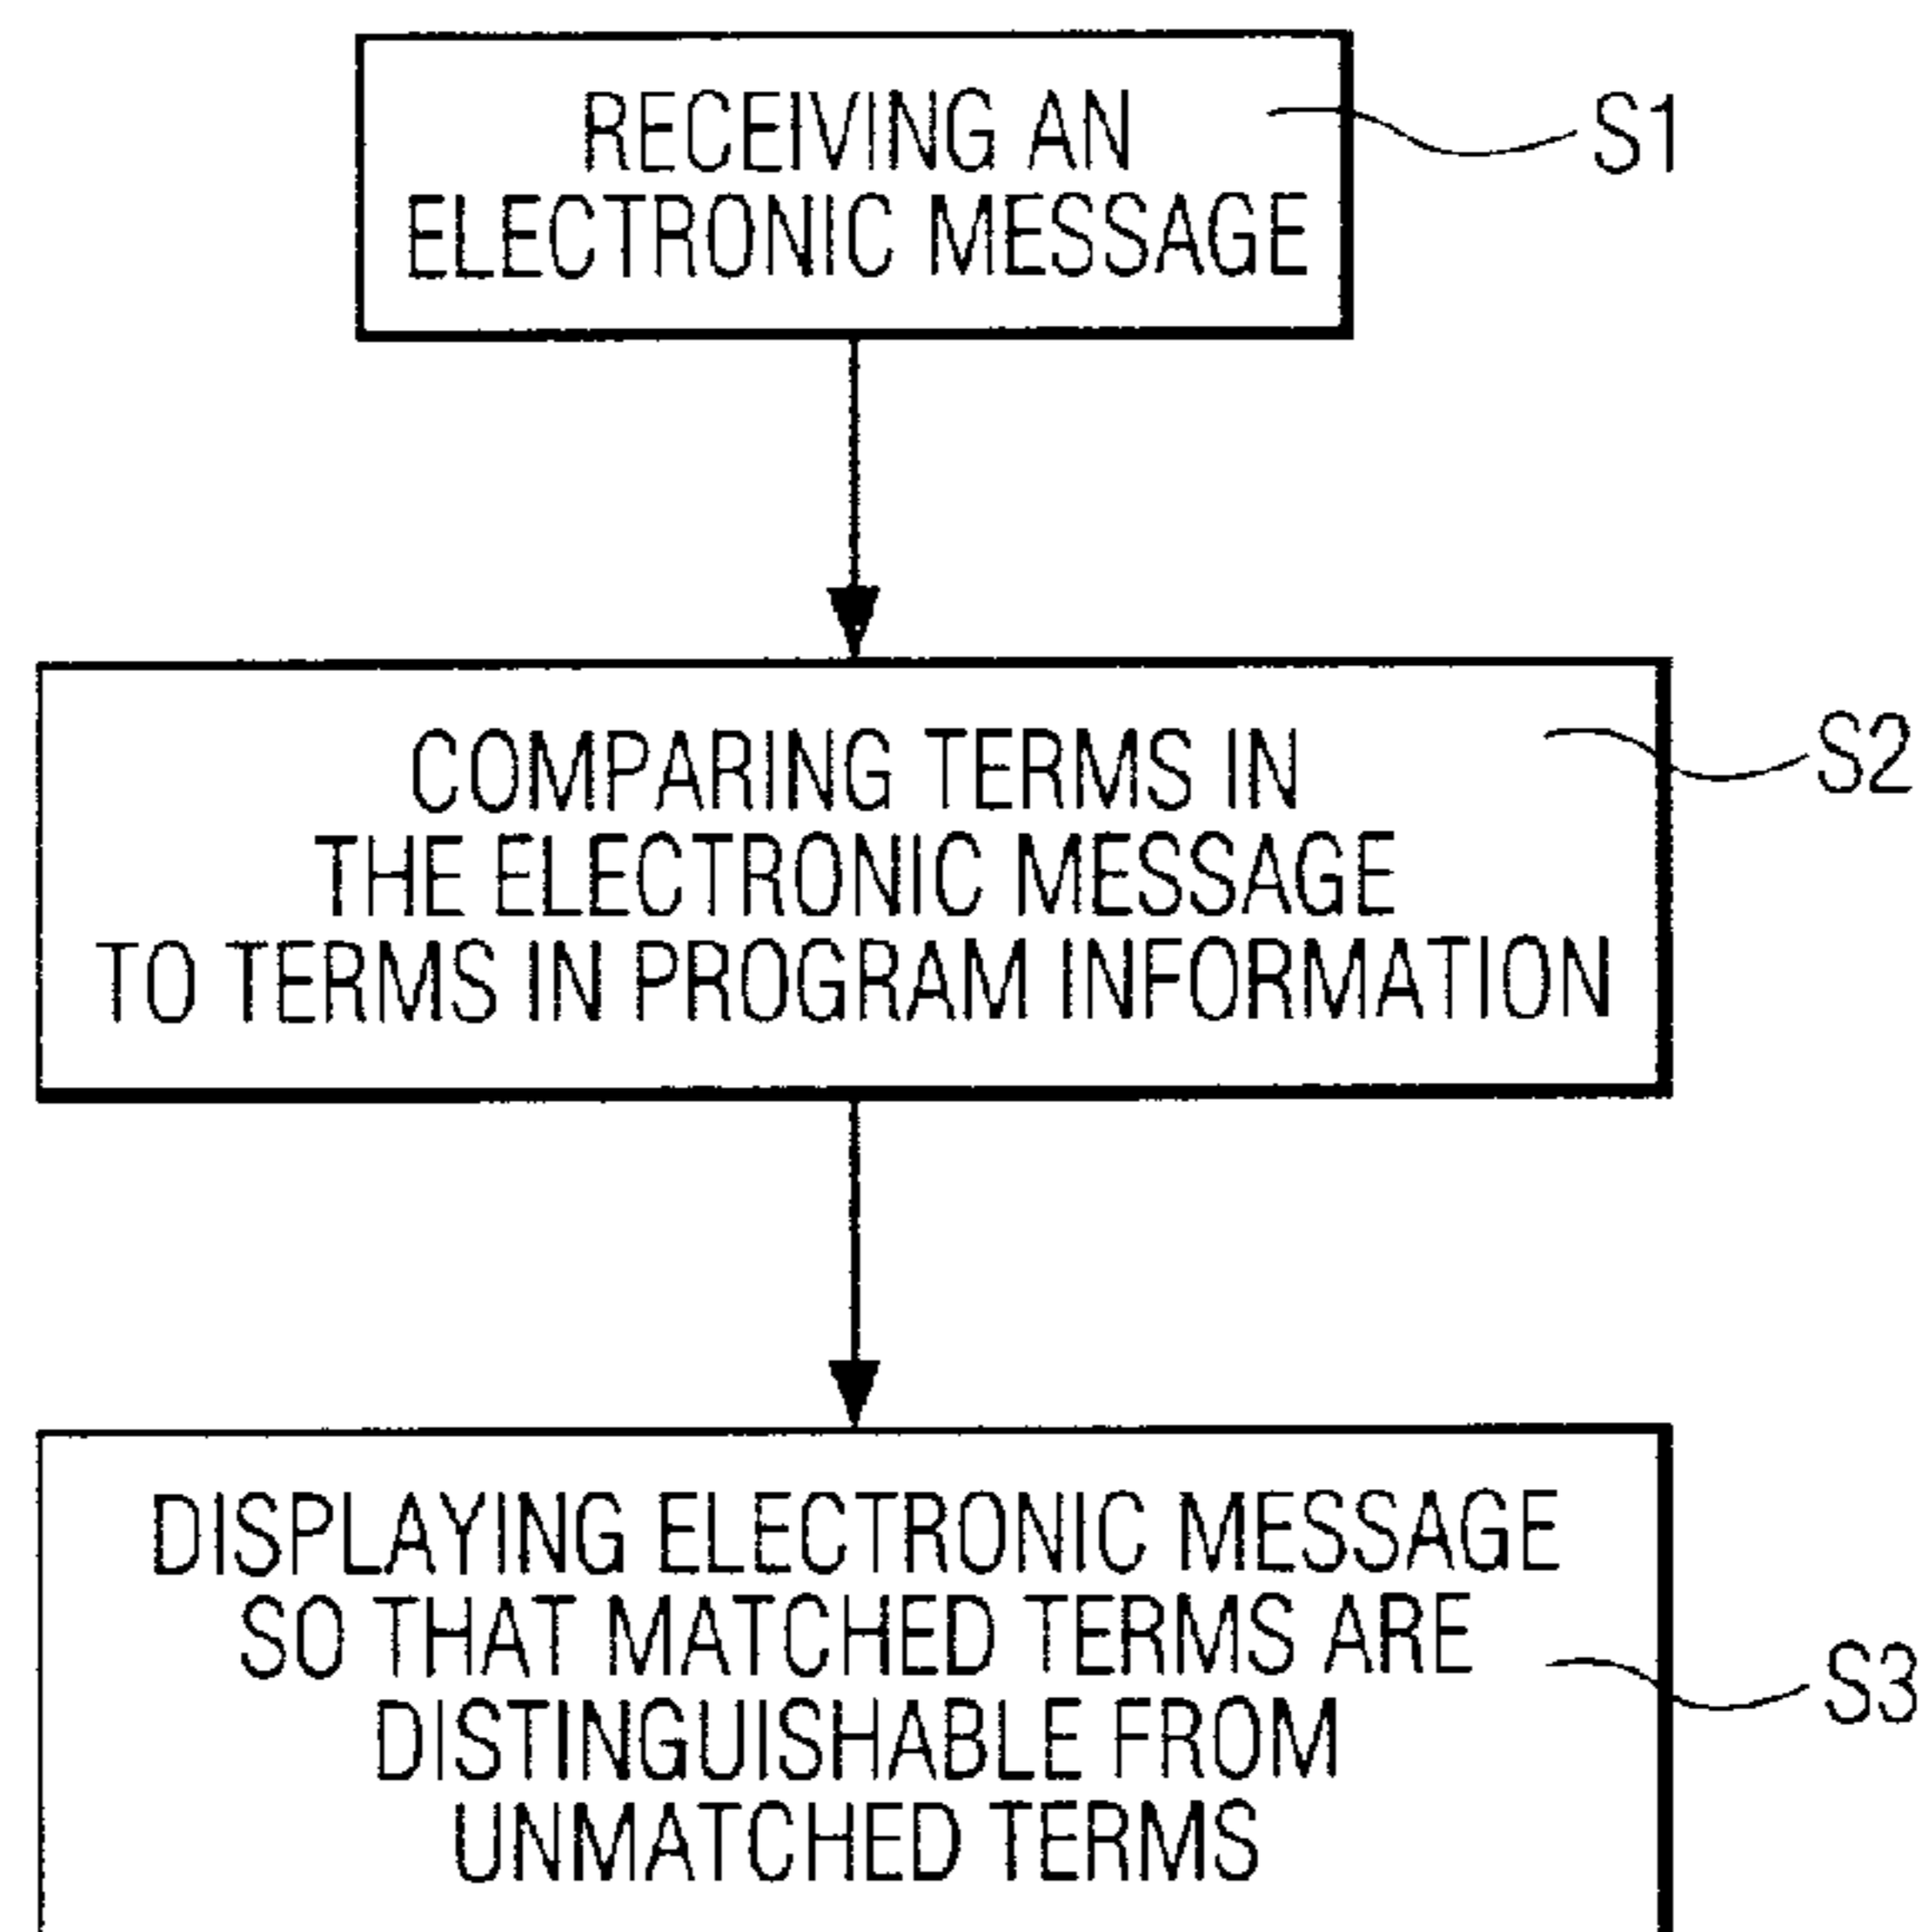 RECEIVING AN
ELECTRONIC MESSAGE
S1
COMPARING TERMS IN
THE ELECTRONIC MESSAGE
TO TERMS IN PROGRAM INFORMATION
S2
DISPLAYING ELECTRONIC MESSAGE
SO THAT MATCHED TERMS ARE
DISTINGUISHABLE FROM
UNMATCHED TERMS
S3